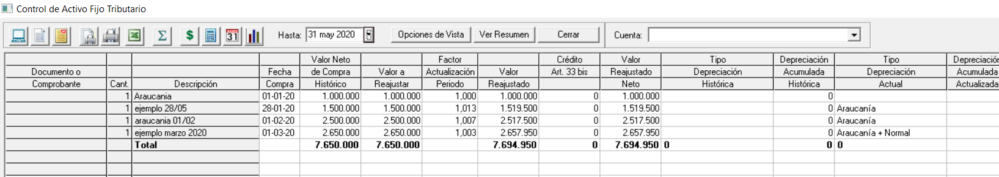 Control de Activo Fijo Tributario
31 Hasta: 31 may 2020 Opciones de Vista Ver Resumen Cerrar Cuenta:
Valor Neto Factor Crédito Valor Tipo Depreciación Tipo Depreciación
Documento o Fecha de Compra Valor a Actualización Valor Art. 33 bis Reajustado Depreciación Acumulada Depreciación Acumulada
Comprobante Cant. Descripción Compra Histórico Reajustar Periodo Reajustado Neto Histórica Histórica Actual Actualizada
1 Araucania 01-01-20 1.000.000 1.000.000 1,000 1.000.000 0 1.000.000 0
1 ejemplo 28/05 28-01-20 1.500.000 1.500.000 1,013 1.519.500 0 1.519.500 0 Araucanía
1 araucania 01/02 01-02-20 2.500.000 2.500.000 1,007 2.517.500 0 2.517.500 0 Araucanía
1 ejemplo marzo 2020 01-03-20 2.650.000 2.650.000 1,003 2.657.950 0 2.657.950 0 Araucanía + Normal
Total 7.650.000 7.650.000 7.694.950 0 7.694.950 0 0 0